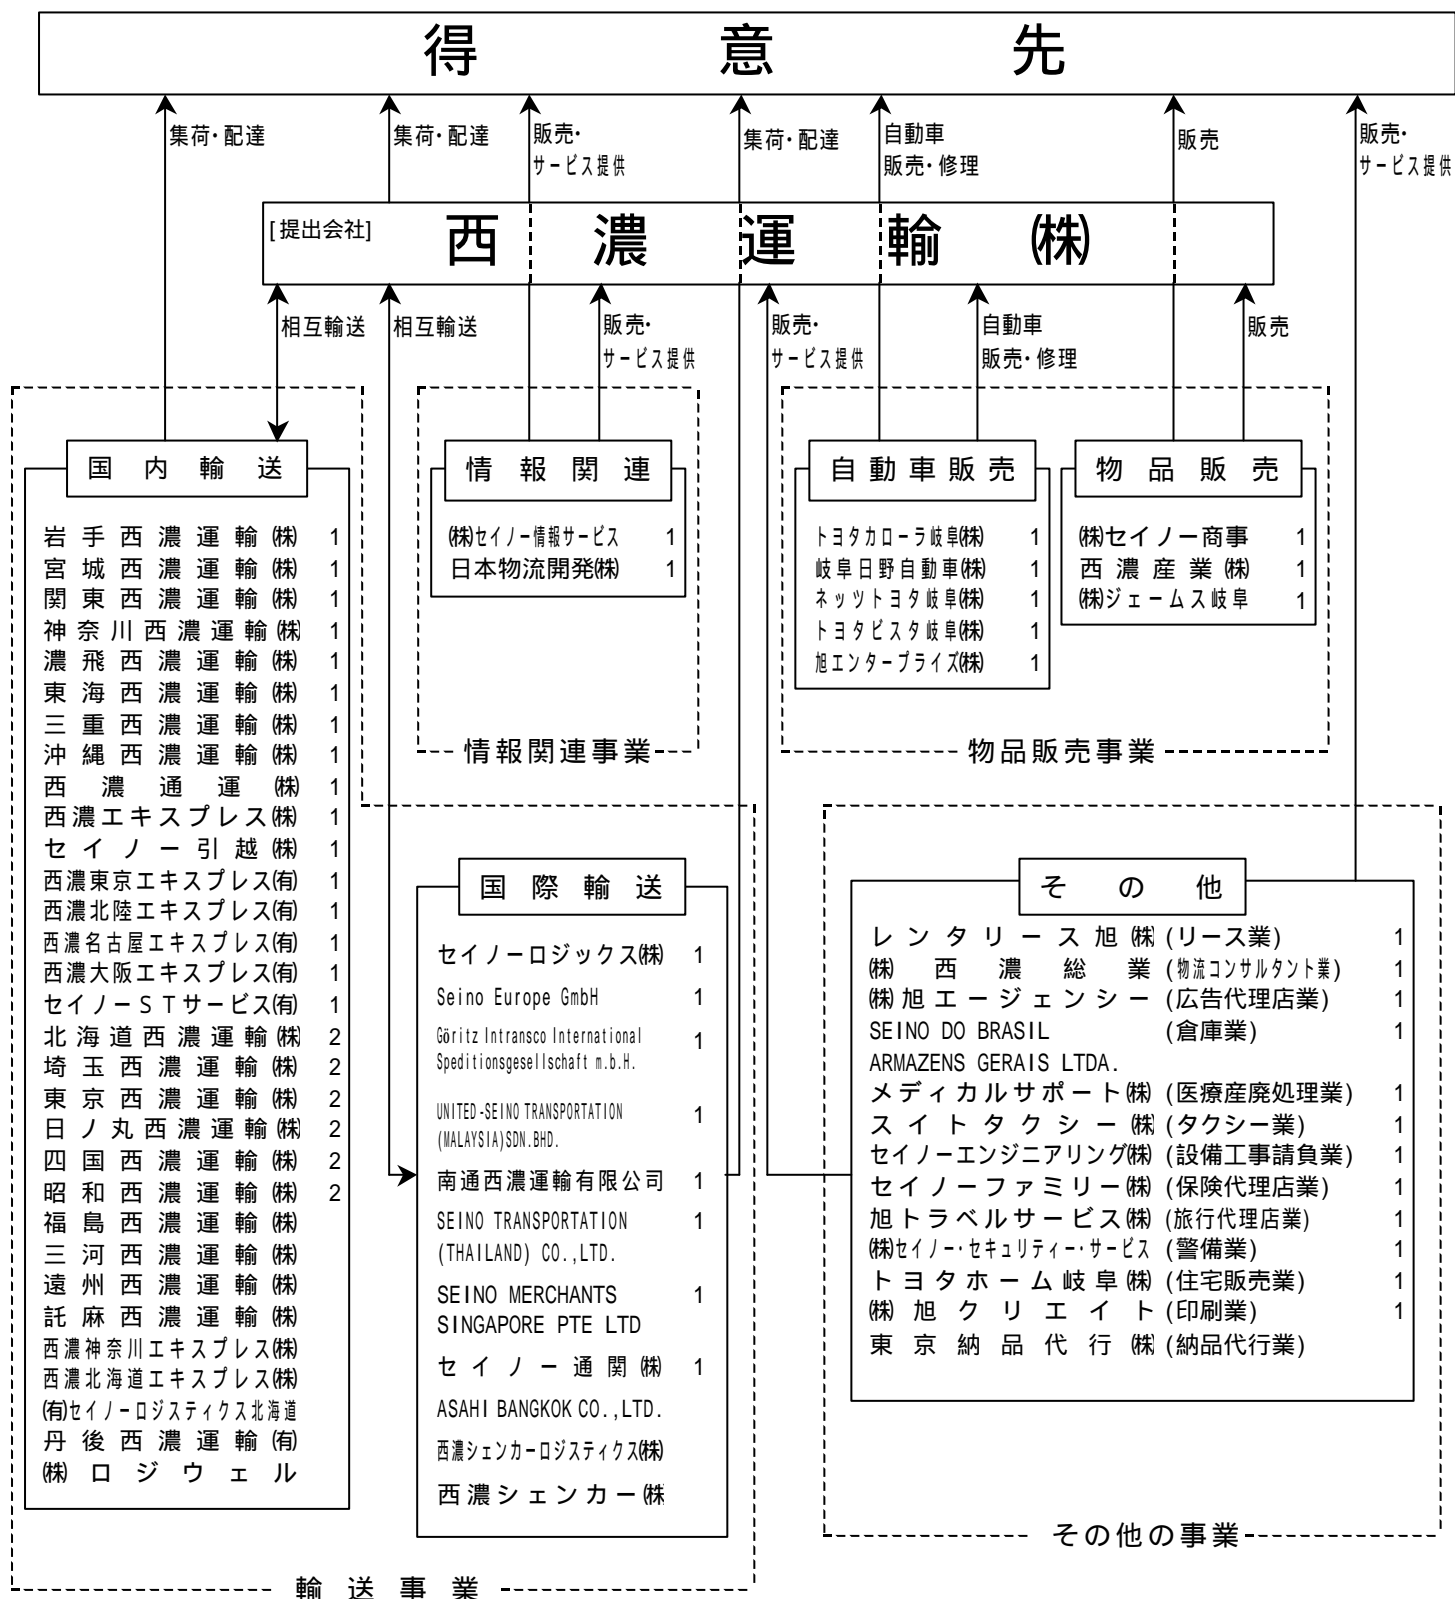 得意先
集荷・配達
集荷・配達
販売・
サービス提供
集荷・配達
自動車
販売・修理
販売
販売・
サービス提供
[提出会社] 西濃運輸㈱
相互輸送
相互輸送
販売・
サービス提供
販売・
サービス提供
自動車
販売・修理
販売
国内輸送
岩手西濃運輸㈱ 1
宮城西濃運輸㈱ 1
関東西濃運輸㈱ 1
神奈川西濃運輸㈱ 1
濃飛西濃運輸㈱ 1
東海西濃運輸㈱ 1
三重西濃運輸㈱ 1
沖縄西濃運輸㈱ 1
西濃通運㈱ 1
西濃エキスプレス㈱ 1
セイノー引越㈱ 1
西濃東京エキスプレス㈲ 1
西濃北陸エキスプレス㈲ 1
西濃名古屋エキスプレス㈲ 1
西濃大阪エキスプレス㈲ 1
セイノーSTサービス㈲ 1
北海道西濃運輸㈱ 2
埼玉西濃運輸㈱ 2
東京西濃運輸㈱ 2
日ノ丸西濃運輸㈱ 2
四国西濃運輸㈱ 2
昭和西濃運輸㈱ 2
福島西濃運輸㈱
三河西濃運輸㈱
遠州西濃運輸㈱
託麻西濃運輸㈱
西濃神奈川エキスプレス㈱
西濃北海道エキスプレス㈱
㈲セイノーロジスティクス北海道
丹後西濃運輸㈲
㈱ロジウェル
情報関連
㈱セイノー情報サービス 1
日本物流開発㈱ 1
情報関連事業
自動車販売
トヨタカローラ岐阜㈱ 1
岐阜日野自動車㈱ 1
ネッツトヨタ岐阜㈱ 1
トヨタビスタ岐阜㈱ 1
旭エンタープライズ㈱ 1
物品販売
㈱セイノー商事 1
西濃産業㈱ 1
㈱ジェームス岐阜 1
物品販売事業
国際輸送
セイノーロジックス㈱ 1
Seino Europe GmbH 1
Göritz Intransco International 1
Speditionsgesellschaft m.b.H.
UNITED-SEINO TRANSPORTATION 1
(MALAYSIA)SDN.BHD.
南通西濃運輸有限公司 1
SEINO TRANSPORTATION 1
(THAILAND) CO.,LTD.
SEINO MERCHANTS 1
SINGAPORE PTE LTD
セイノー通関㈱ 1
ASAHI BANGKOK CO.,LTD.
西濃シェンカーロジスティクス㈱
西濃シェンカー㈱
輸送事業
その他
レンタリース旭㈱ (リース業) 1
㈱西濃総業 (物流コンサルタント業) 1
㈱旭エージェンシー (広告代理店業) 1
SEINO DO BRASIL (倉庫業) 1
ARMAZENS GERAIS LTDA.
メディカルサポート㈱ (医療産廃処理業) 1
スイトタクシー㈱ (タクシー業) 1
セイノーエンジニアリング㈱ (設備工事請負業) 1
セイノーファミリー㈱ (保険代理店業) 1
旭トラベルサービス㈱ (旅行代理店業) 1
㈱セイノー・セキュリティー・サービス (警備業) 1
トヨタホーム岐阜㈱ (住宅販売業) 1
㈱旭クリエイト (印刷業) 1
東京納品代行㈱ (納品代行業)
その他の事業